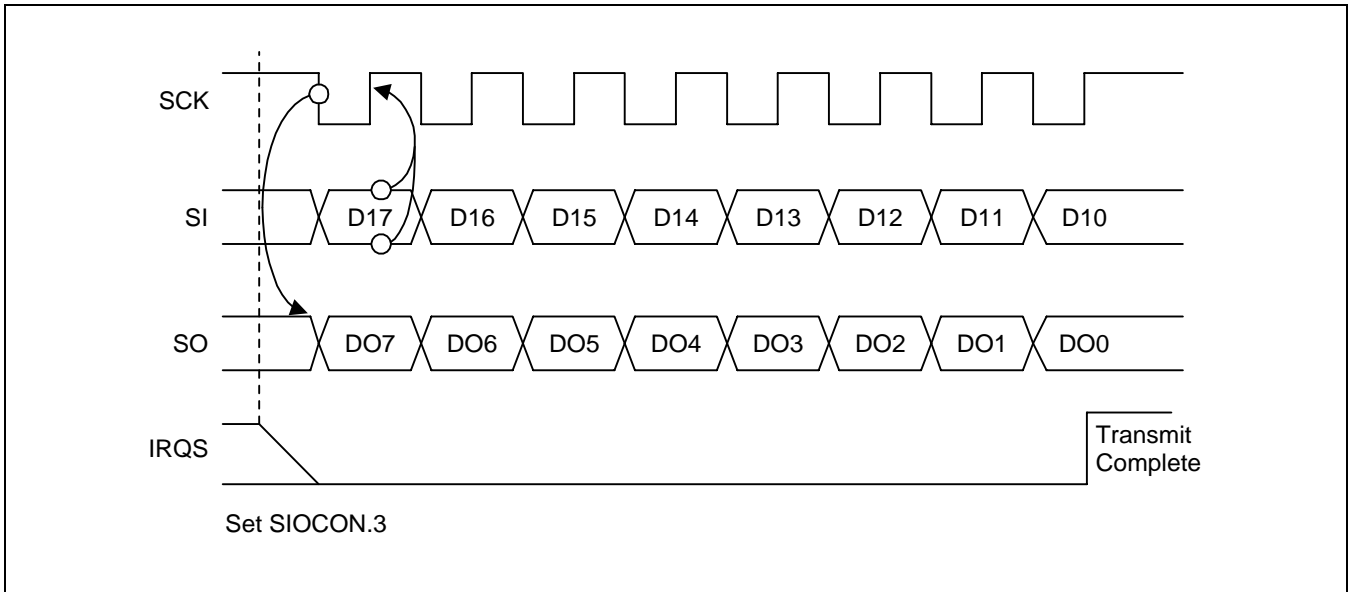 SCK
SI
D17 D16 D15 D14 D13 D12 D11 D10
SO
DO7 DO6 DO5 DO4 DO3 DO2 DO1 DO0
IRQS
Transmit
Complete
Set SIOCON.3